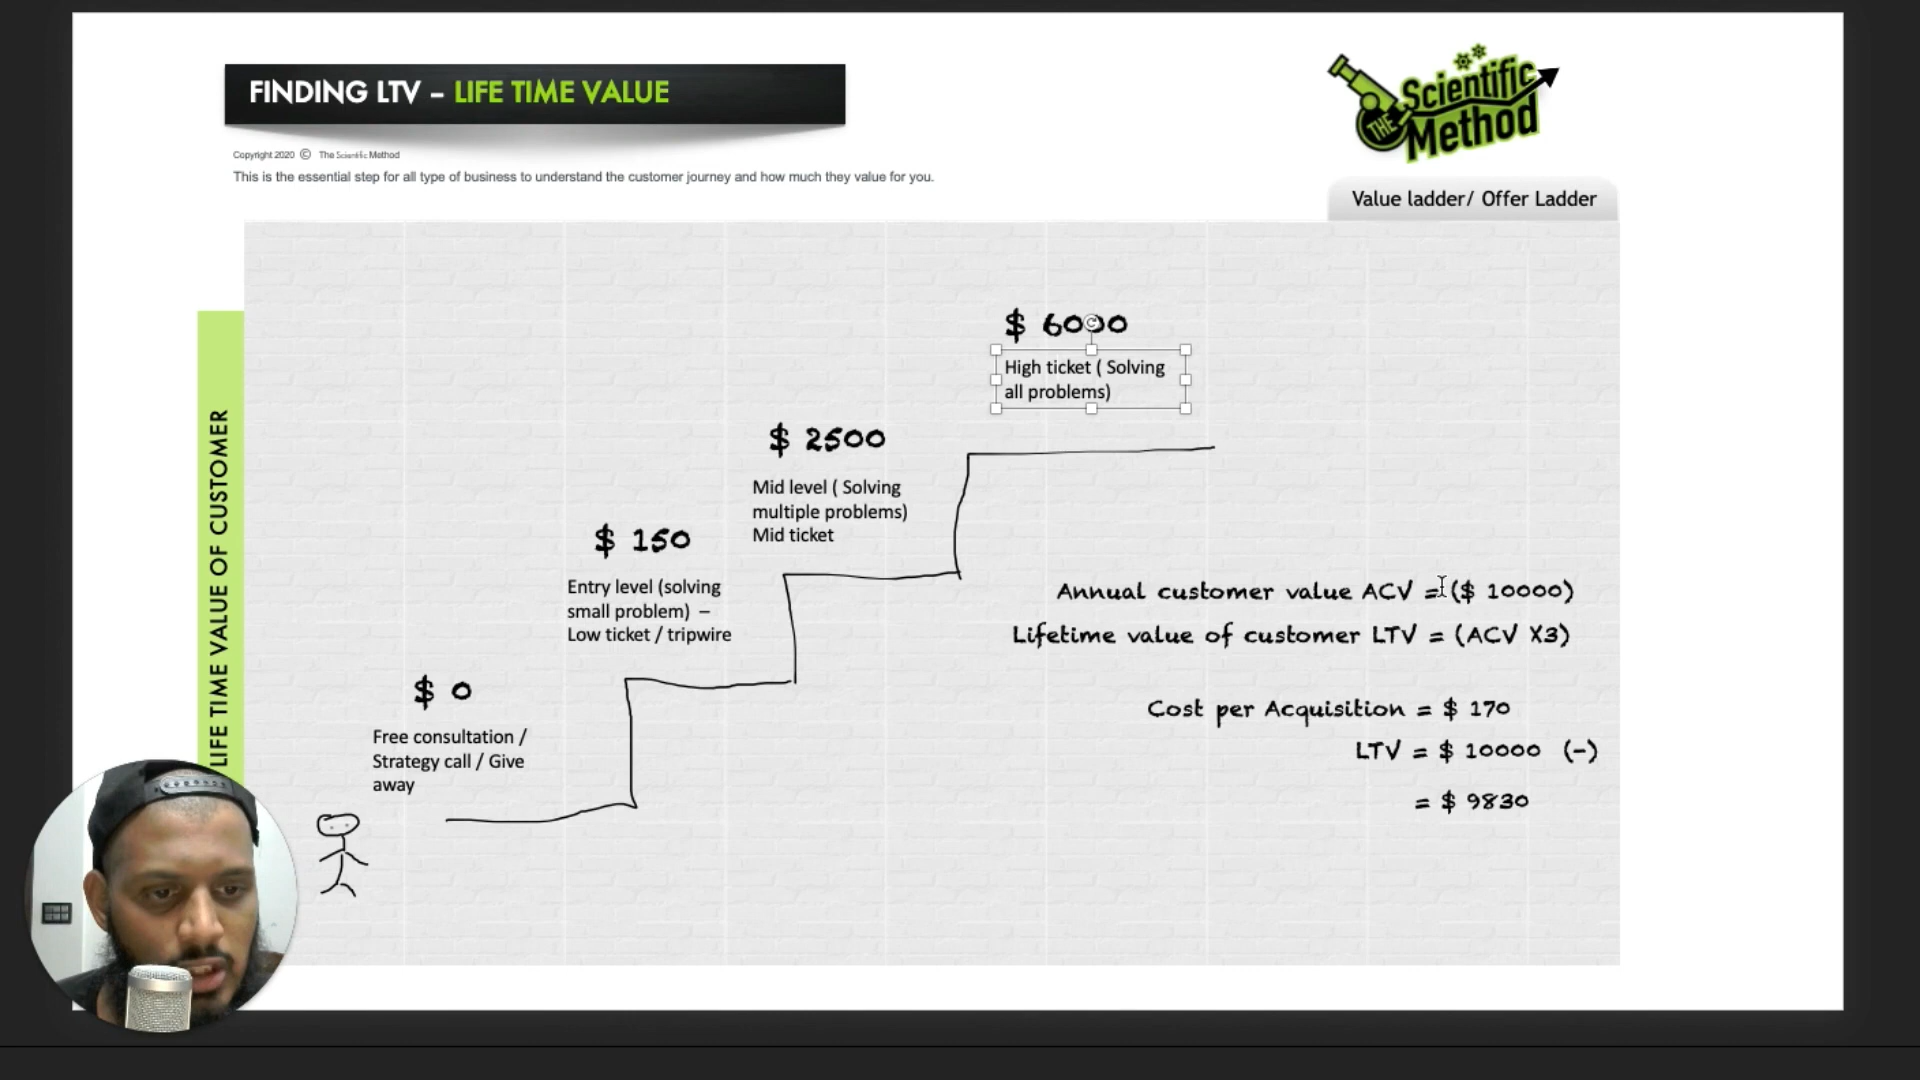 FINDING LTV – LIFE TIME VALUE
THE Scientific Method
Copyright 2020 © The Scientific Method
This is the essential step for all type of business to understand the customer journey and how much they value for you.
Value ladder/ Offer Ladder
LIFE TIME VALUE OF CUSTOMER
$ 6000
High ticket ( Solving
all problems)
$ 2500
Mid level ( Solving
multiple problems)
Mid ticket
$ 150
Entry level (solving
small problem) –
Low ticket / tripwire
$ 0
Free consultation /
Strategy call / Give
away
Annual customer value ACV = ($ 10000)
Lifetime value of customer LTV = (ACV X3)
Cost per Acquisition = $ 170
LTV = $ 10000 (-)
= $ 9830